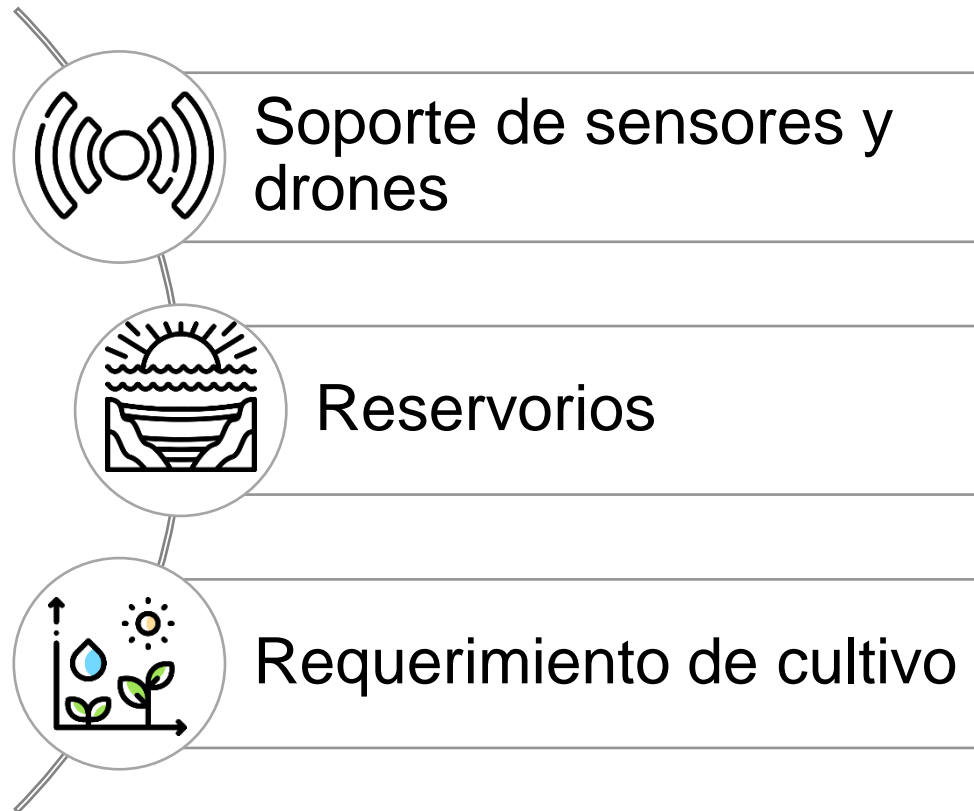 Soporte de sensores y
drones
Reservorios
Requerimiento de cultivo